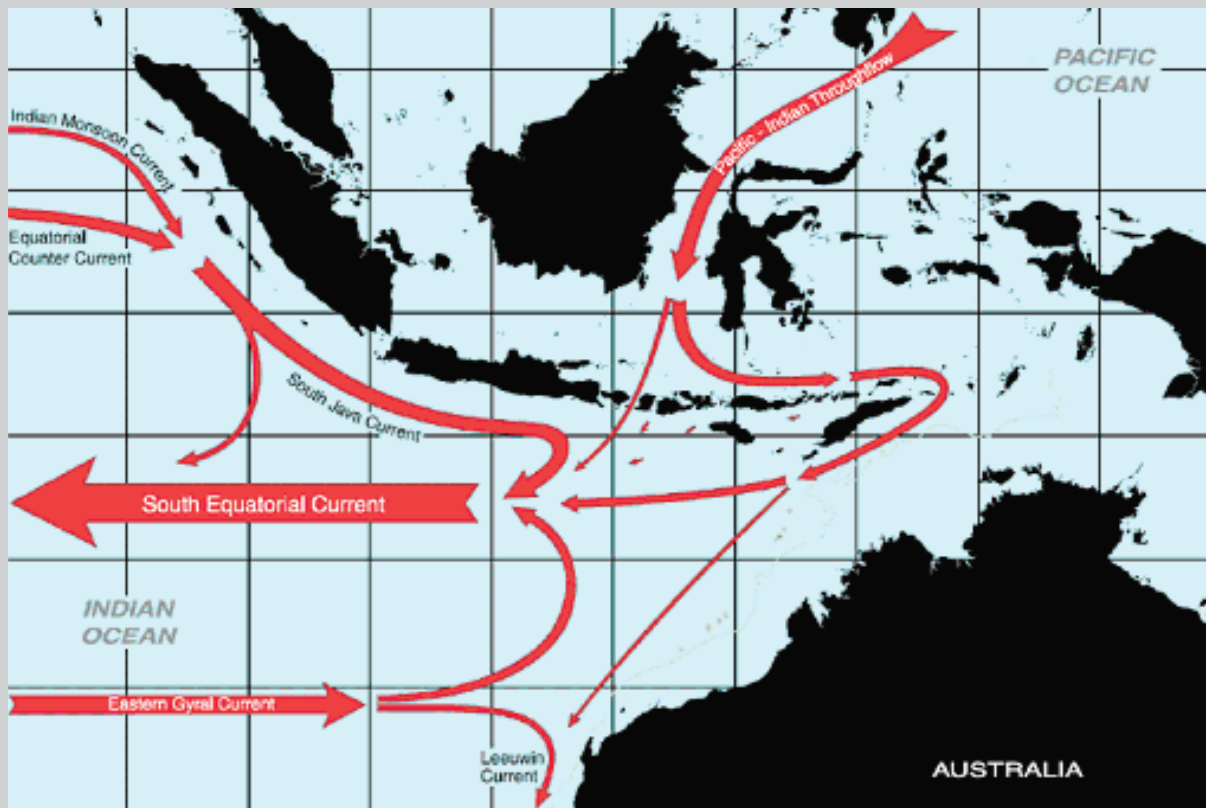 PACIFIC
OCEAN
Pacific - Indian Throughflow
Indian Monsoon Current
Equatorial
Counter Current
South Java Current
South Equatorial Current
INDIAN
OCEAN
Eastern Gyral Current
Leeuwin
Current
AUSTRALIA